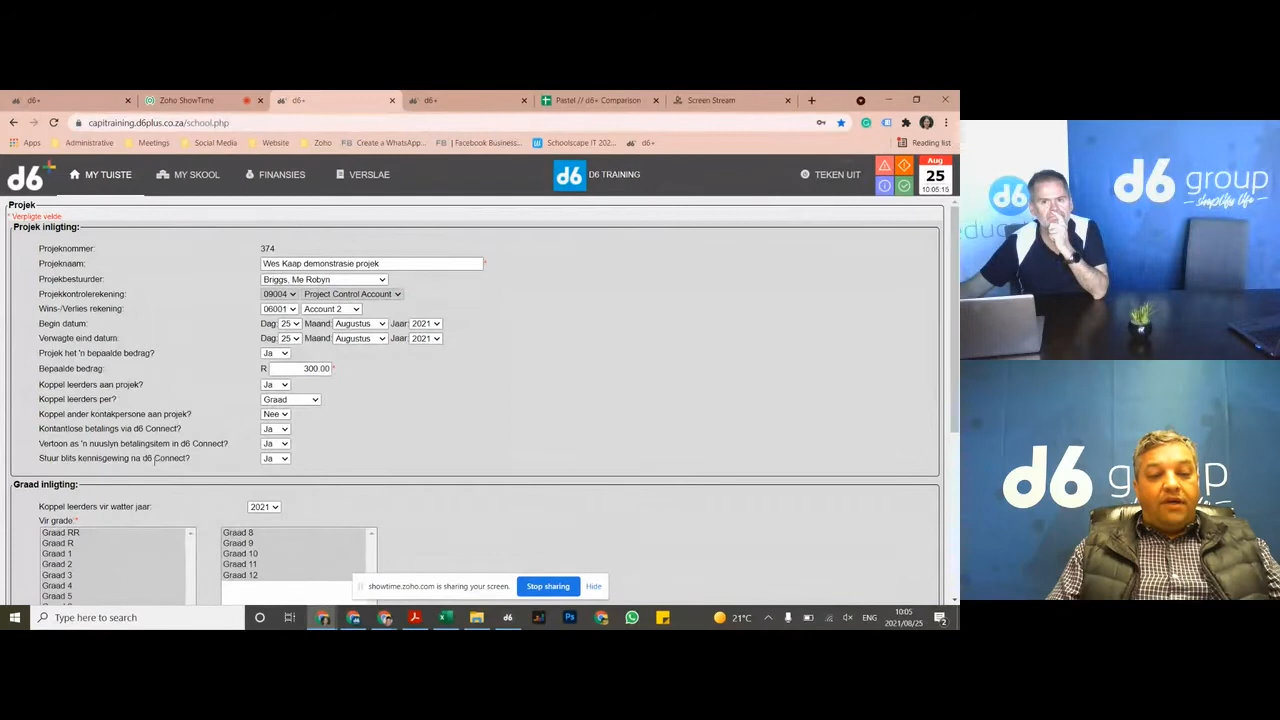 d6+
Zoho ShowTime
d6+
d6+
Pastel // d6+ Comparison
Screen Stream
capitraining.d6plus.co.za/school.php
Apps
Administrative
Meetings
Social Media
Website
Zoho
Create a WhatsApp...
FB | Facebook Business...
Schoolscape IT 202...
d6+
Reading list
d6+
MY TUISTE
MY SKOOL
FINANSIES
VERSLAE
d6
D6 TRAINING
TEKEN UIT
Aug
25
10:05:15
Projek
* Verpligte velde
Projek inligting:
Projeknommer: 374
Projeknaam: Wes Kaap demonstrasie projek *
Projekbestuurder: Briggs, Me Robyn
Projekkontrolerekening: 09004 Project Control Account
Wins-/Verlies rekening: 06001 Account 2
Begin datum: Dag: 25 Maand: Augustus Jaar: 2021
Verwagte eind datum: Dag: 25 Maand: Augustus Jaar: 2021
Projek het 'n bepaalde bedrag? Ja
Bepaalde bedrag: R 300.00 *
Koppel leerders aan projek? Ja
Koppel leerders per? Graad
Koppel ander kontakpersone aan projek? Nee
Kontantlose betalings via d6 Connect? Ja
Vertoon as 'n nuuslyn betalingsitem in d6 Connect? Ja
Stuur blits kennisgewing na d6 Connect? Ja
Graad inligting:
Koppel leerders vir watter jaar: 2021
Vir grade: *
Graad RR
Graad R
Graad 1
Graad 2
Graad 3
Graad 4
Graad 5
Graad 8
Graad 9
Graad 10
Graad 11
Graad 12
showtime.zoho.com is sharing your screen.
Stop sharing
Hide
Type here to search
d6
21°C
ENG
10:05
2021/08/25
2
d6
d6 group
simplifies life
d6